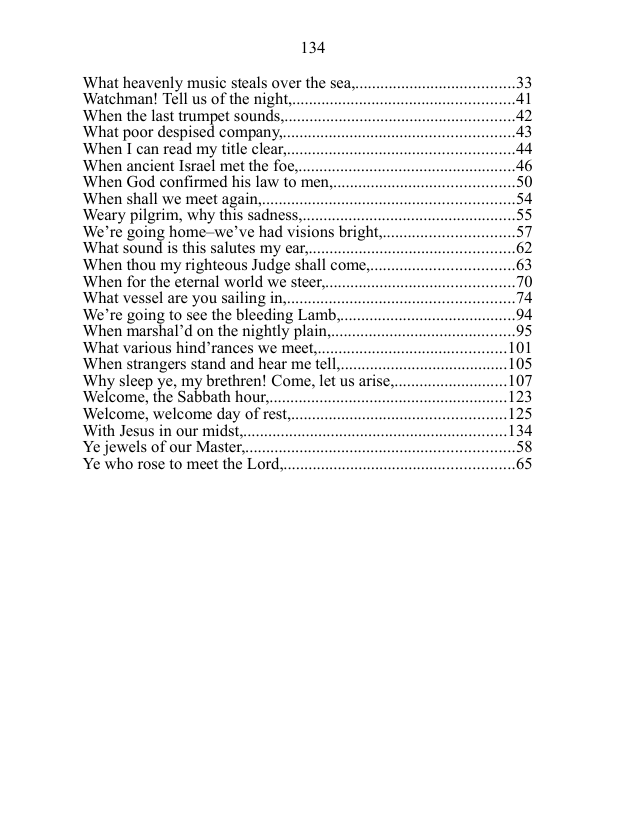 134
What heavenly music steals over the sea,......................................33
Watchman! Tell us of the night,......................................................41
When the last trumpet sounds,........................................................42
What poor despised company,........................................................43
When I can read my title clear,.......................................................44
When ancient Israel met the foe,....................................................46
When God confirmed his law to men,............................................50
When shall we meet again,.............................................................54
Weary pilgrim, why this sadness,...................................................55
We’re going home–we’ve had visions bright,................................57
What sound is this salutes my ear,..................................................62
When thou my righteous Judge shall come,...................................63
When for the eternal world we steer,..............................................70
What vessel are you sailing in,.......................................................74
We’re going to see the bleeding Lamb,..........................................94
When marshal’d on the nightly plain,............................................95
What various hind’rances we meet,..............................................101
When strangers stand and hear me tell,........................................105
Why sleep ye, my brethren! Come, let us arise,...........................107
Welcome, the Sabbath hour,.........................................................123
Welcome, welcome day of rest,....................................................125
With Jesus in our midst,...............................................................134
Ye jewels of our Master,.................................................................58
Ye who rose to meet the Lord,........................................................65